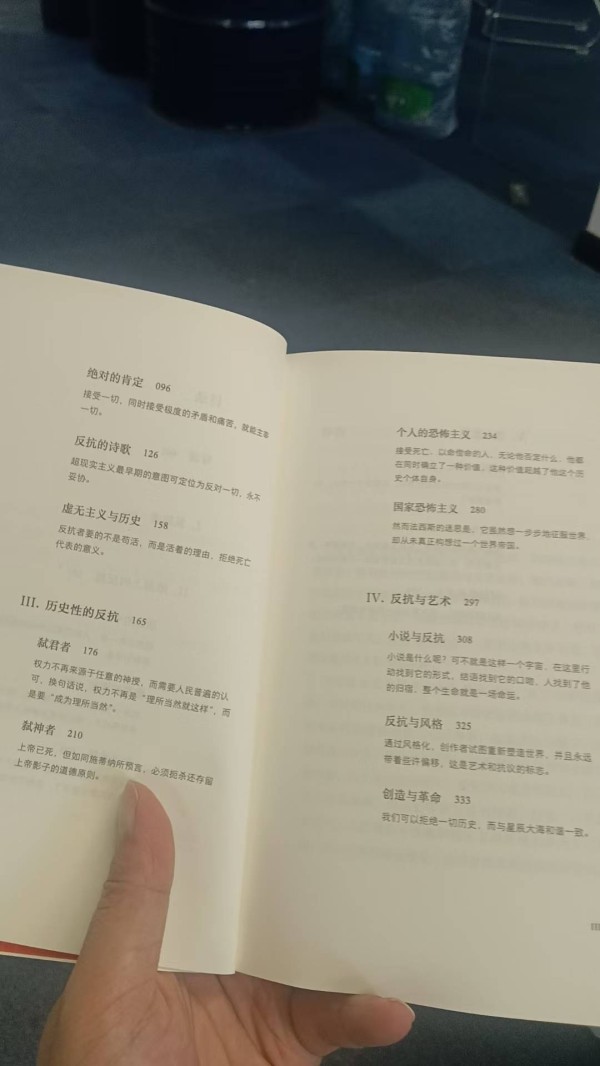 绝对的肯定 096
接受一切，同时接受极度的矛盾和痛苦，就能主宰
一切。
反抗的诗歌 126
超现实主义最早期的意图可定位为反对一切，永不
妥协。
虚无主义与历史 158
反抗者要的不是苟活，而是活着的理由，拒绝死亡
代表的意义。
III. 历史性的反抗 165
弑君者 176
权力不再来源于任意的神授，而需要人民普遍的认
可，换句话说，权力不再是“理所当然就这样”，而
是要“成为理所当然”。
弑神者 210
上帝已死，但如同施蒂纳所预言，必须扼杀还存留
上帝影子的道德原则。
个人的恐怖主义 234
接受死亡，以命偿命的人，无论他否定什么，他都
在同时确立了一种价值，这种价值超越了他这个历
史个体自身。
国家恐怖主义 280
然而法西斯的迷思是，它虽然想一步步地征服世界，
却从未真正构想过一个世界帝国。
IV. 反抗与艺术 297
小说与反抗 308
小说是什么呢？可不就是这样一个宇宙，在这里行
动找到它的形式，结语找到它的口吻，人找到了他
的归宿，整个生命就是一场命运。
反抗与风格 325
通过风格化，创作者试图重新塑造世界，并且永远
带着些许偏移，这是艺术和抗议的标志。
创造与革命 333
我们可以拒绝一切历史，而与星辰大海和谐一致。
III